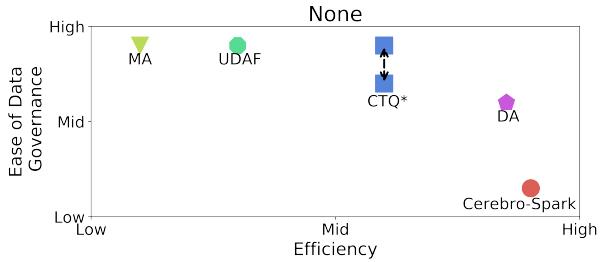 None
High
Mid
Low
Ease of Data
Governance
MA
UDAF
CTQ*
DA
Cerebro-Spark
Low
Mid
High
Efficiency